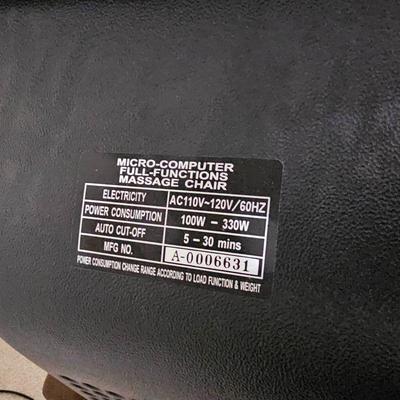 MICRO-COMPUTER
FULL-FUNCTIONS
MASSAGE CHAIR
ELECTRICITY AC110V~120V/60HZ
POWER CONSUMPTION 100W - 330W
AUTO CUT-OFF 5 - 30 mins
MFG NO. A-0006631
POWER CONSUMPTION CHANGE RANGE ACCORDING TO LOAD FUNCTION & WEIGHT